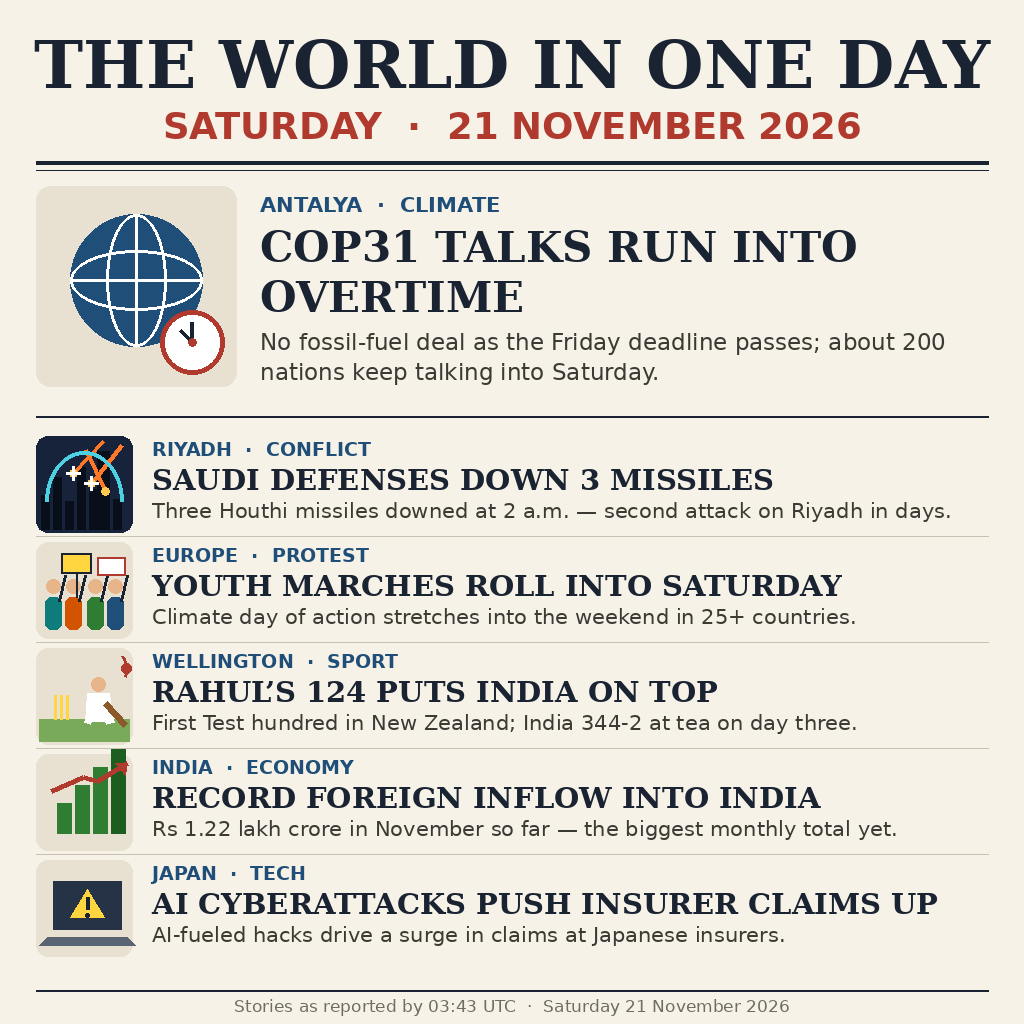 THE WORLD IN ONE DAY
SATURDAY · 21 NOVEMBER 2026
ANTALYA · CLIMATE
COP31 TALKS RUN INTO
OVERTIME
No fossil-fuel deal as the Friday deadline passes; about 200
nations keep talking into Saturday.
RIYADH · CONFLICT
SAUDI DEFENSES DOWN 3 MISSILES
Three Houthi missiles downed at 2 a.m. — second attack on Riyadh in days.
EUROPE · PROTEST
YOUTH MARCHES ROLL INTO SATURDAY
Climate day of action stretches into the weekend in 25+ countries.
WELLINGTON · SPORT
RAHUL’S 124 PUTS INDIA ON TOP
First Test hundred in New Zealand; India 344-2 at tea on day three.
INDIA · ECONOMY
RECORD FOREIGN INFLOW INTO INDIA
Rs 1.22 lakh crore in November so far — the biggest monthly total yet.
JAPAN · TECH
AI CYBERATTACKS PUSH INSURER CLAIMS UP
AI-fueled hacks drive a surge in claims at Japanese insurers.
Stories as reported by 03:43 UTC · Saturday 21 November 2026